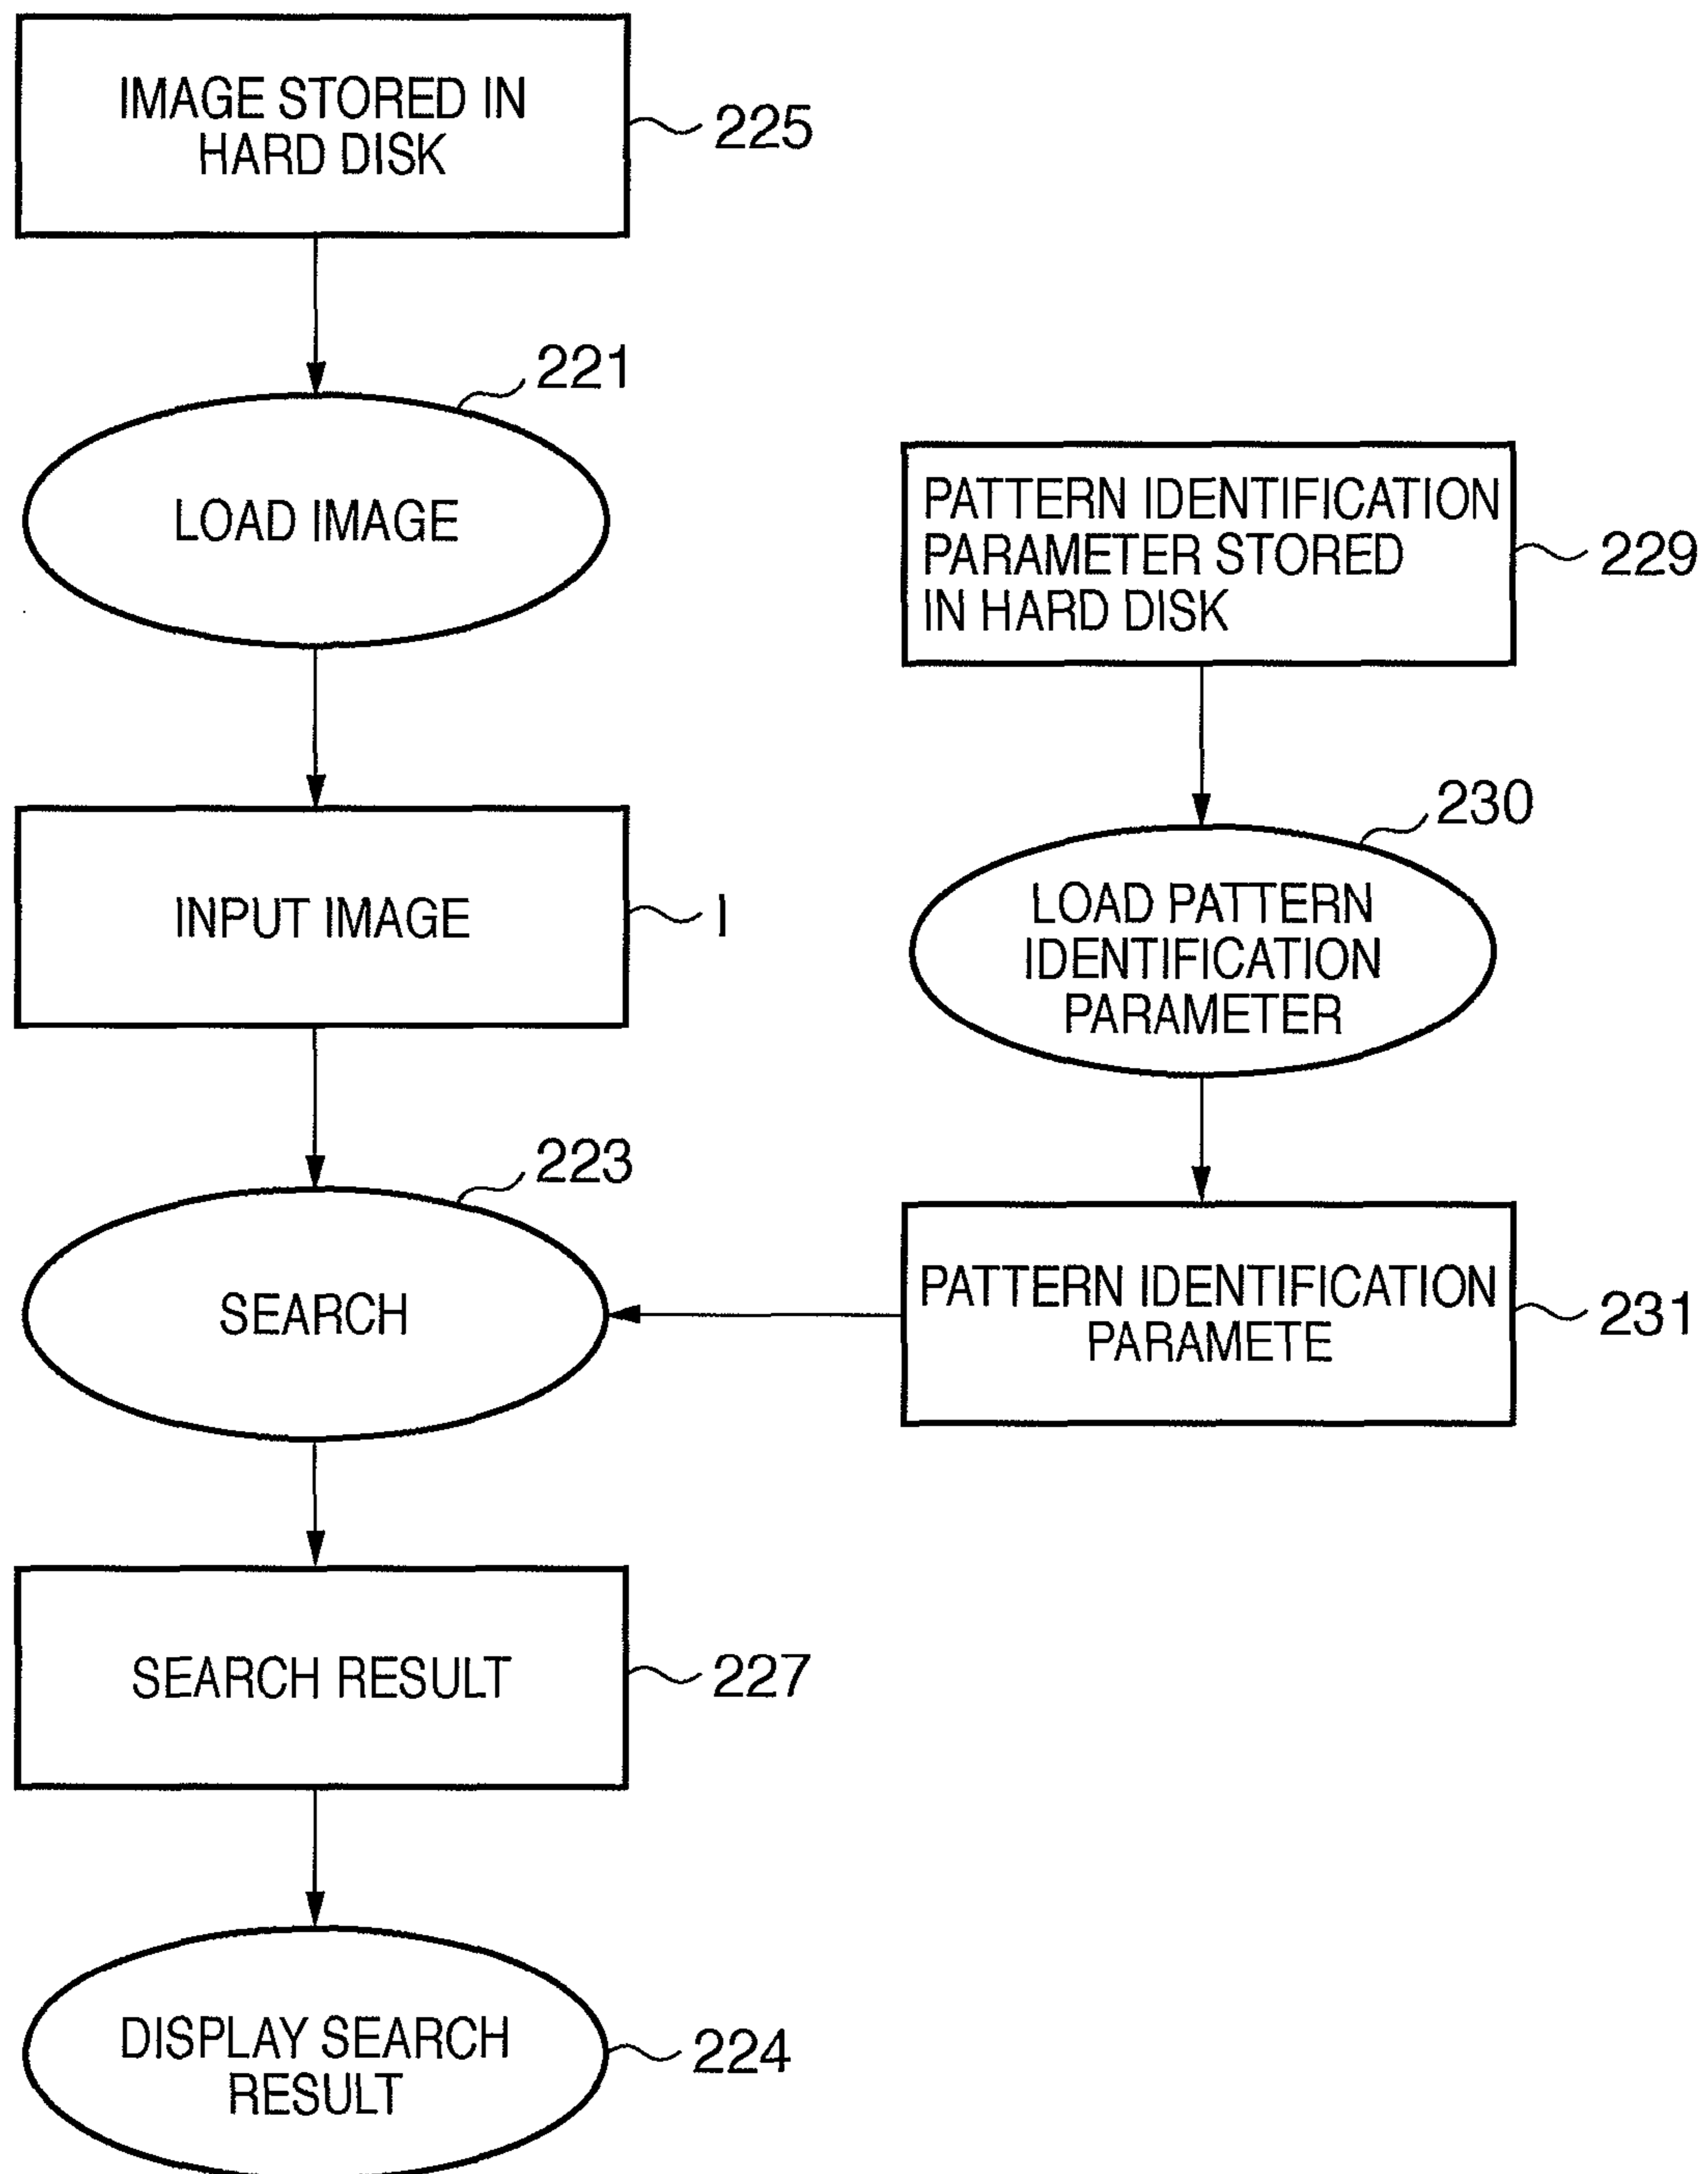 IMAGE STORED IN
HARD DISK
225
221
LOAD IMAGE
PATTERN IDENTIFICATION
PARAMETER STORED
IN HARD DISK
229
INPUT IMAGE
I
230
LOAD PATTERN
IDENTIFICATION
PARAMETER
223
SEARCH
PATTERN IDENTIFICATION
PARAMETE
231
SEARCH RESULT
227
DISPLAY SEARCH
RESULT
224